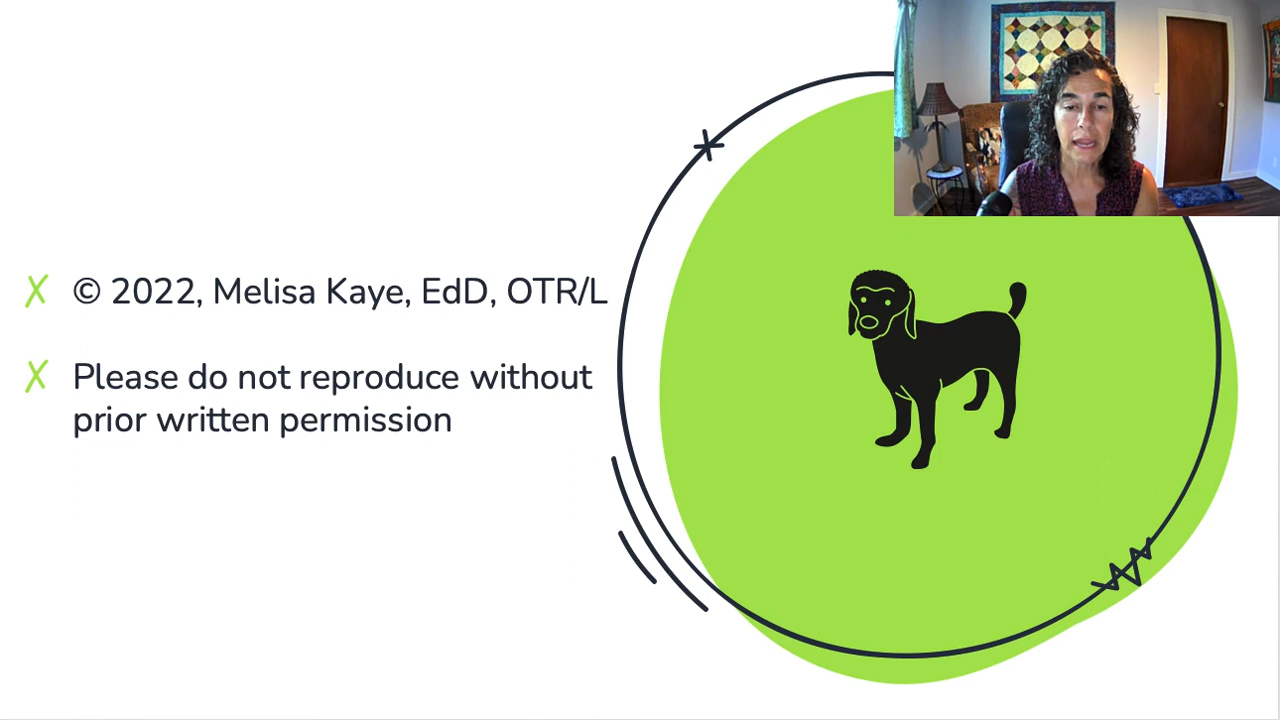 © 2022, Melisa Kaye, EdD, OTR/L
Please do not reproduce without
prior written permission